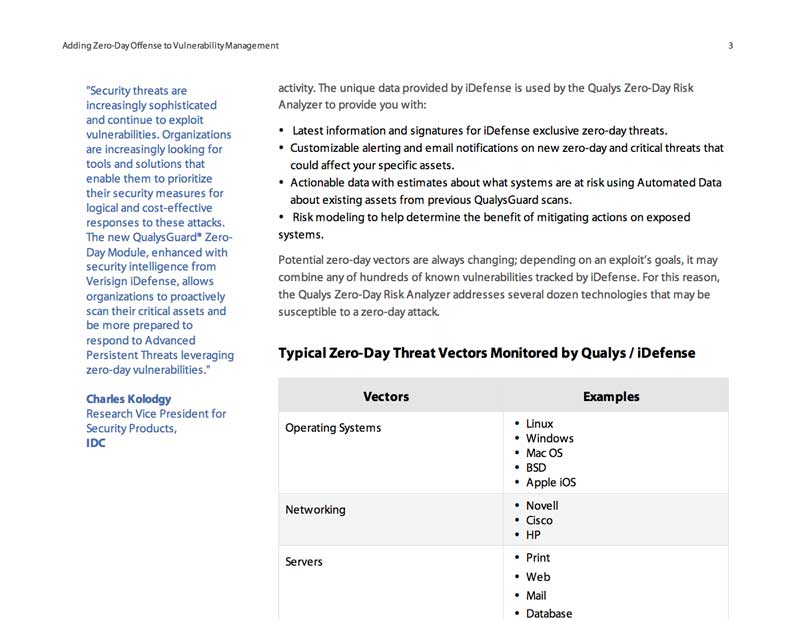 Adding Zero-Day Offense to Vulnerability Management
3
"Security threats are
increasingly sophisticated
and continue to exploit
vulnerabilities. Organizations
are increasingly looking for
tools and solutions that
enable them to prioritize
their security measures for
logical and cost-effective
responses to these attacks.
The new QualysGuard® Zero-
Day Module, enhanced with
security intelligence from
Verisign iDefense, allows
organizations to proactively
scan their critical assets and
be more prepared to
respond to Advanced
Persistent Threats leveraging
zero-day vulnerabilities."
Charles Kolodgy
Research Vice President for
Security Products,
IDC
activity. The unique data provided by iDefense is used by the Qualys Zero-Day Risk
Analyzer to provide you with:
• Latest information and signatures for iDefense exclusive zero-day threats.
• Customizable alerting and email notifications on new zero-day and critical threats that
could affect your specific assets.
• Actionable data with estimates about what systems are at risk using Automated Data
about existing assets from previous QualysGuard scans.
• Risk modeling to help determine the benefit of mitigating actions on exposed
systems.
Potential zero-day vectors are always changing; depending on an exploit's goals, it may
combine any of hundreds of known vulnerabilities tracked by iDefense. For this reason,
the Qualys Zero-Day Risk Analyzer addresses several dozen technologies that may be
susceptible to a zero-day attack.
Typical Zero-Day Threat Vectors Monitored by Qualys / iDefense
Vectors
Examples
Operating Systems
• Linux
• Windows
• Mac OS
• BSD
• Apple iOS
Networking
• Novell
• Cisco
• HP
Servers
• Print
• Web
• Mail
• Database